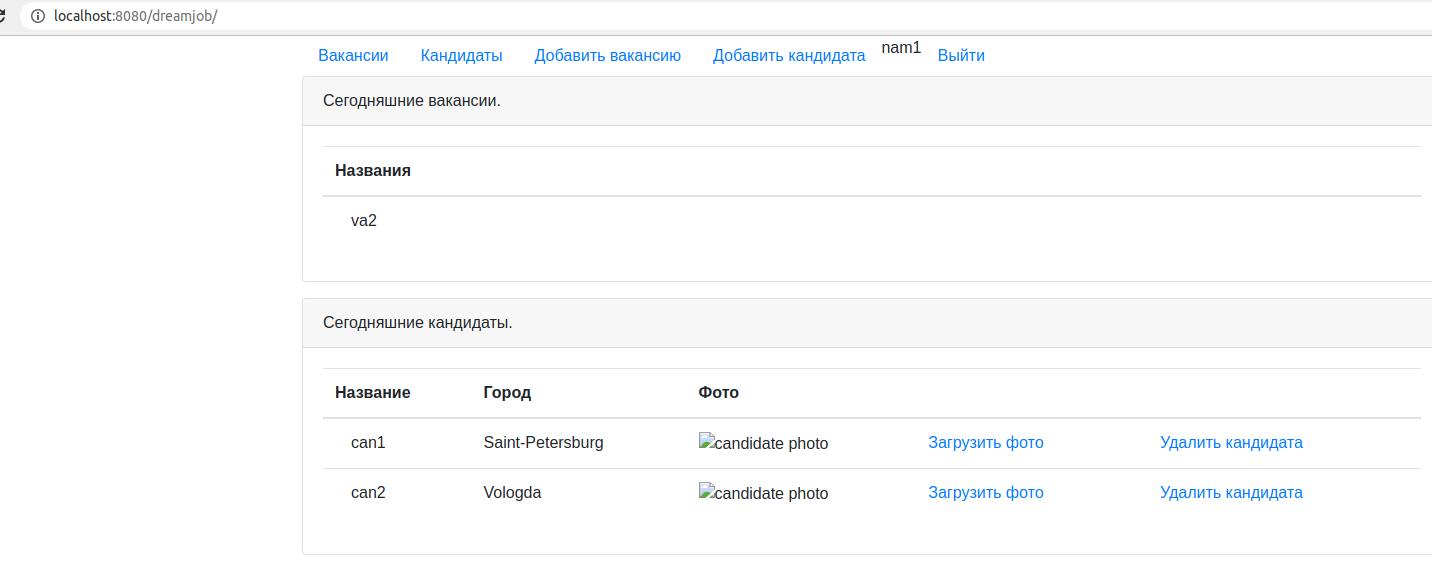 localhost:8080/dreamjob/
Вакансии Кандидаты Добавить вакансию Добавить кандидата nam1 Выйти
Сегодняшние вакансии.
Названия
va2
Сегодняшние кандидаты.
Название Город Фото
can1 Saint-Petersburg candidate photo Загрузить фото Удалить кандидата
can2 Vologda candidate photo Загрузить фото Удалить кандидата